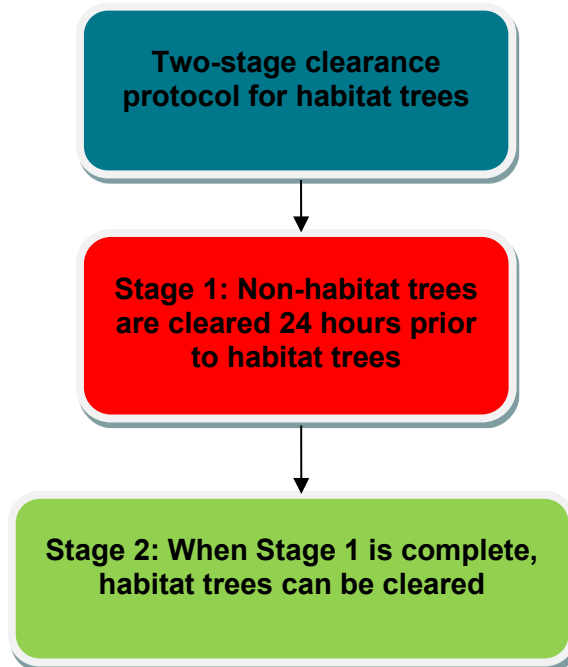 Two-stage clearance
protocol for habitat trees
Stage 1: Non-habitat trees
are cleared 24 hours prior
to habitat trees
Stage 2: When Stage 1 is complete,
habitat trees can be cleared